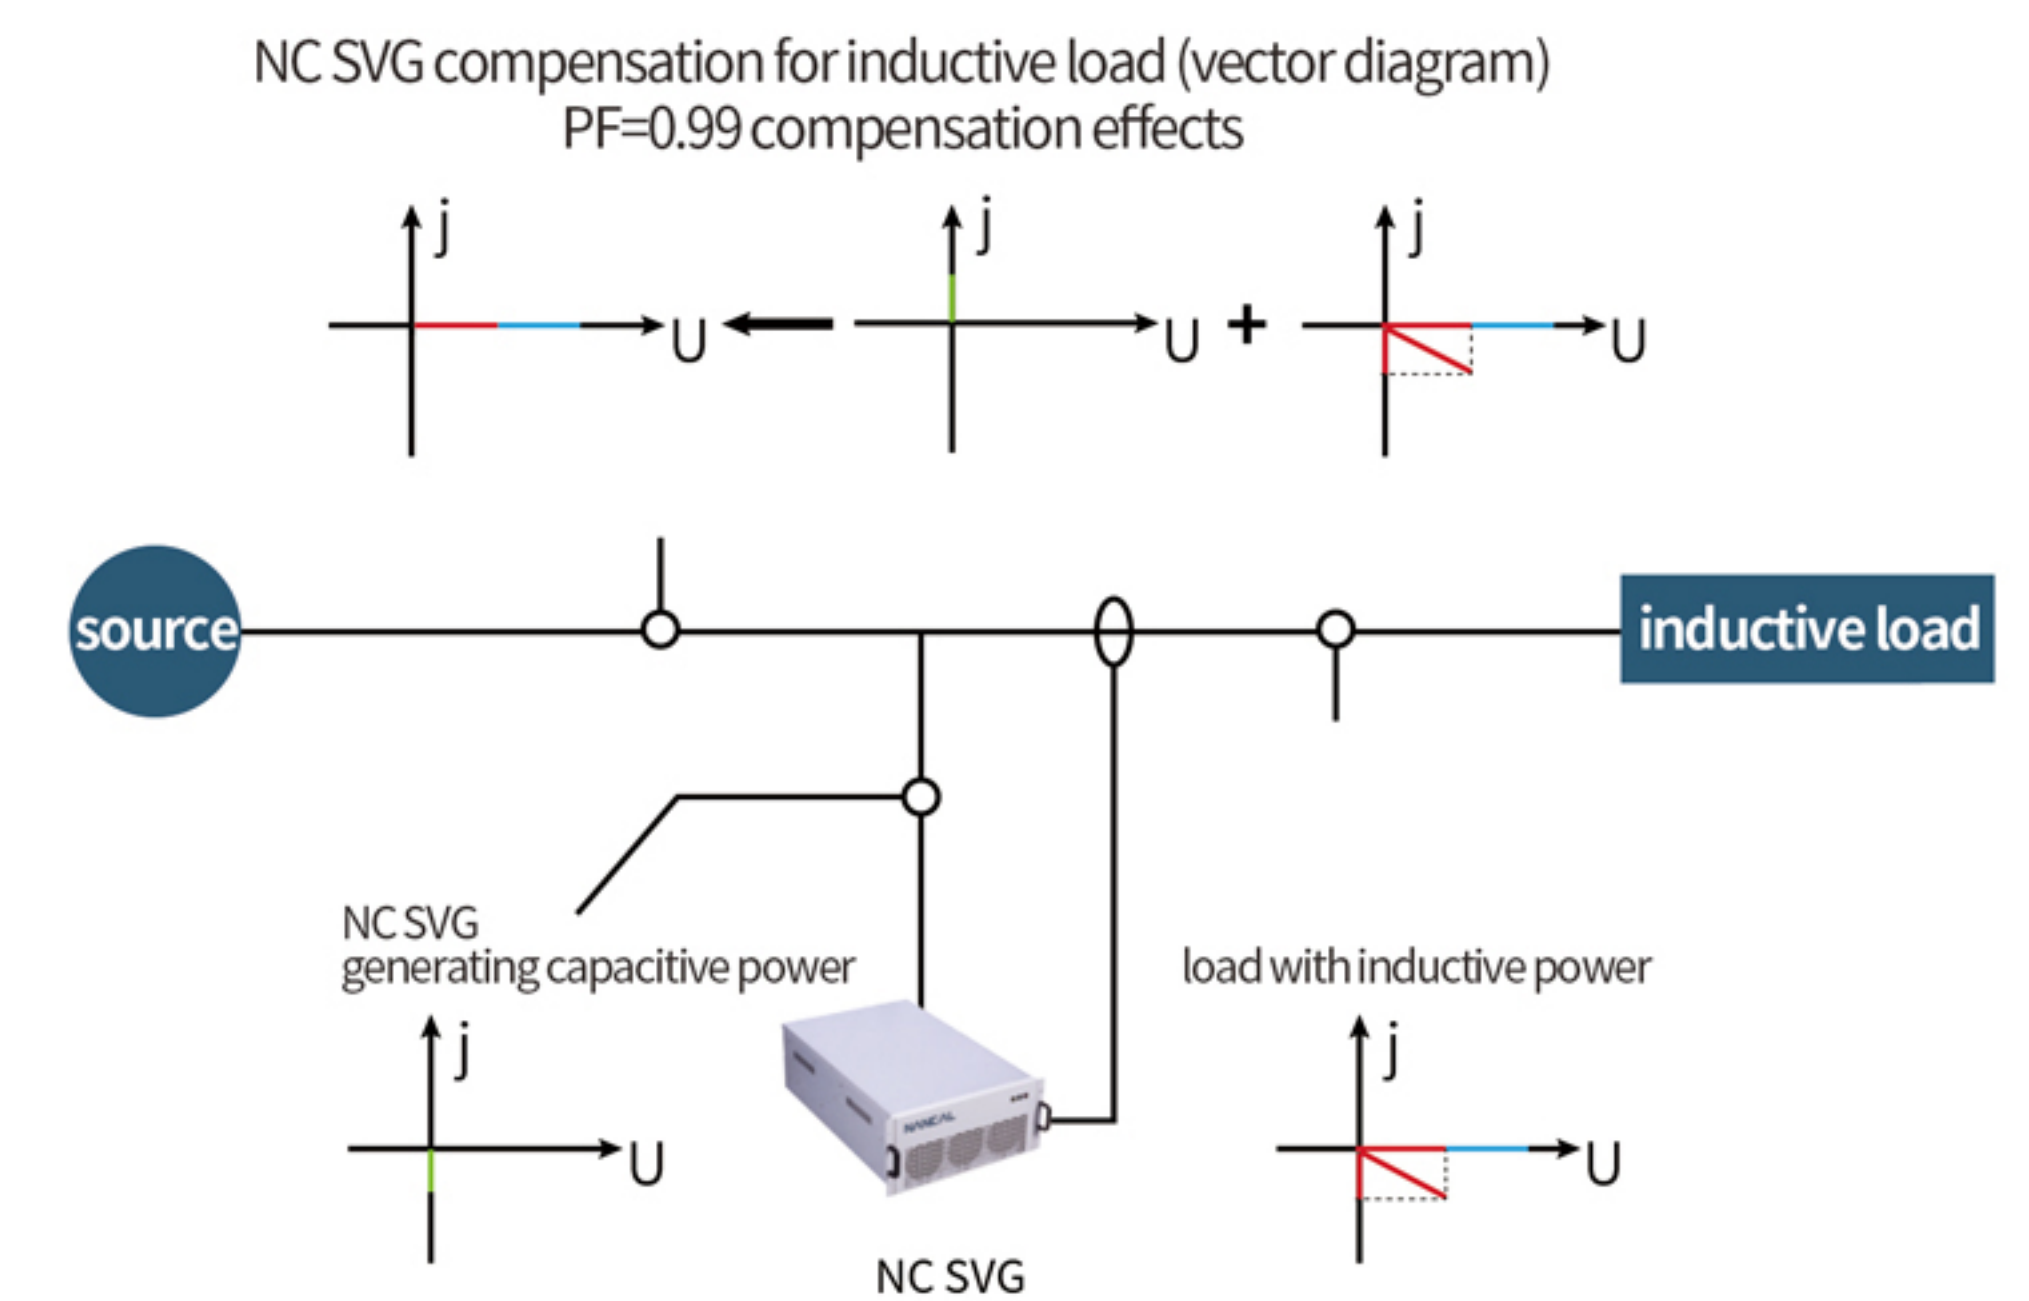 NC SVG compensation for inductive load (vector diagram)
PF=0.99 compensation effects
j
U
j
U
+
j
U
source
inductive load
NC SVG
generating capacitive power
j
U
NANCAL
NC SVG
load with inductive power
j
U